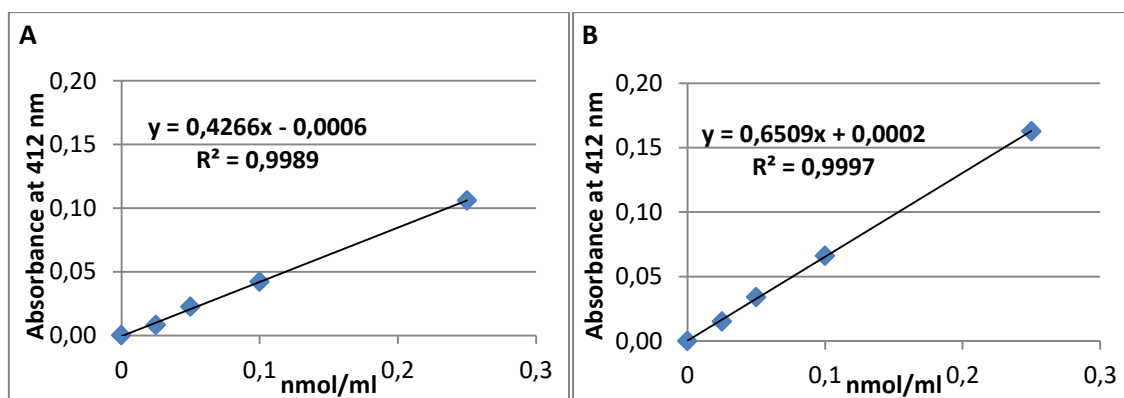 A
Absorbance at 412 nm
0,20
0,15
0,10
0,05
0,00
y = 0,4266x - 0,0006
R² = 0,9989
0
0,1
0,2
0,3
nmol/ml
B
Absorbance at 412 nm
0,20
0,15
0,10
0,05
0,00
y = 0,6509x + 0,0002
R² = 0,9997
0
0,1
0,2
0,3
nmol/ml